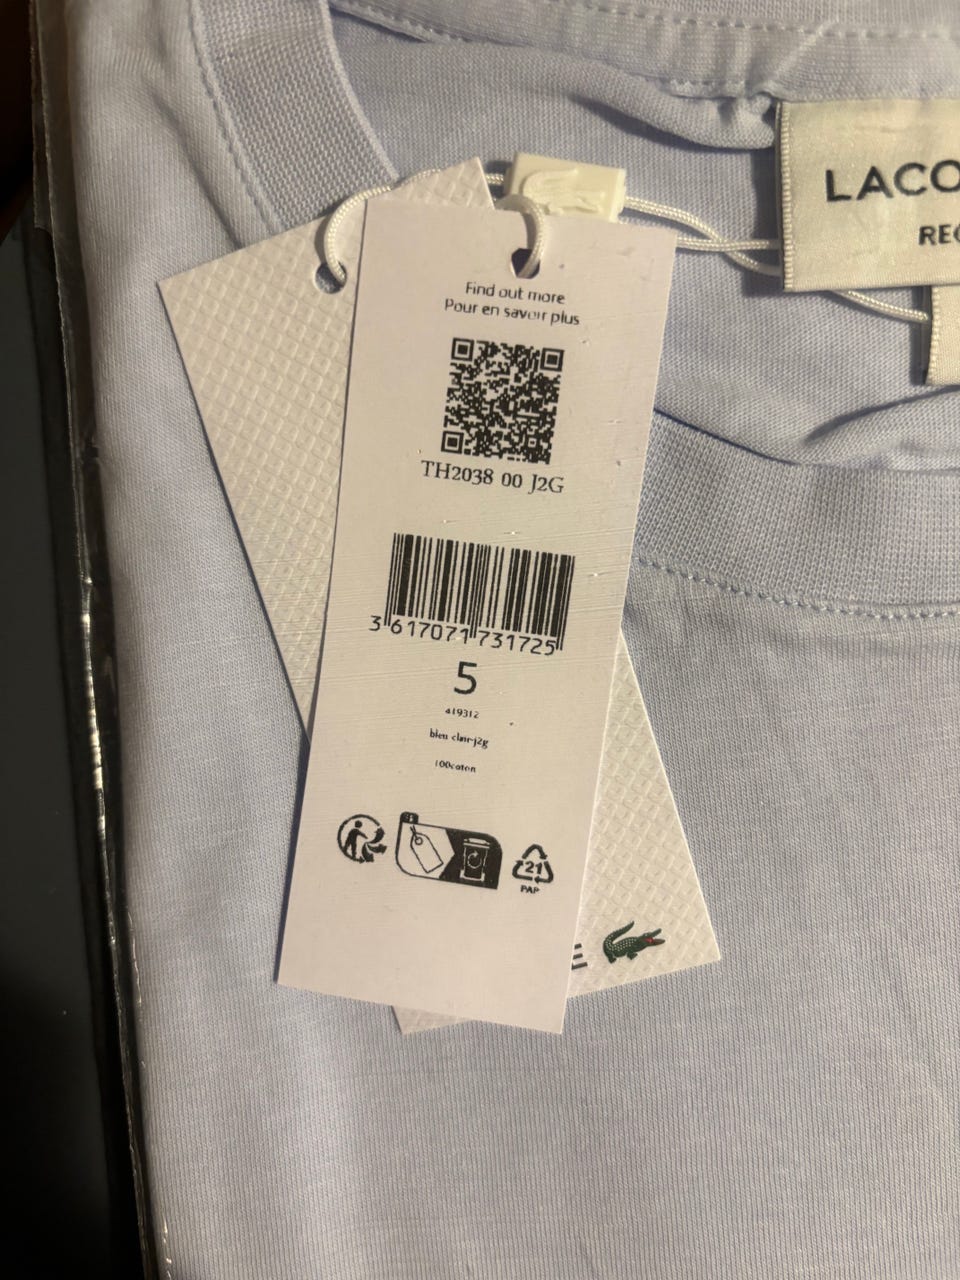 LACO
REG
Find out more
Pour en savoir plus
TH2038 00 J2G
3 617071 731725
5
419312
bleu clair-j2g
100coton
21
PAP
E